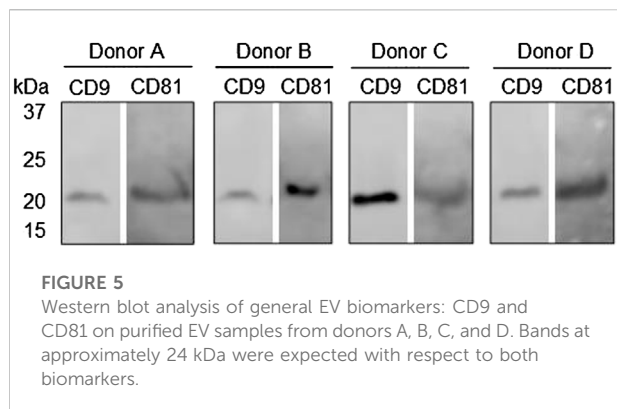 Donor A Donor B Donor C Donor D
kDa CD9 CD81 CD9 CD81 CD9 CD81 CD9 CD81
37
25
20
15
FIGURE 5
Western blot analysis of general EV biomarkers: CD9 and
CD81 on purified EV samples from donors A, B, C, and D. Bands at
approximately 24 kDa were expected with respect to both
biomarkers.